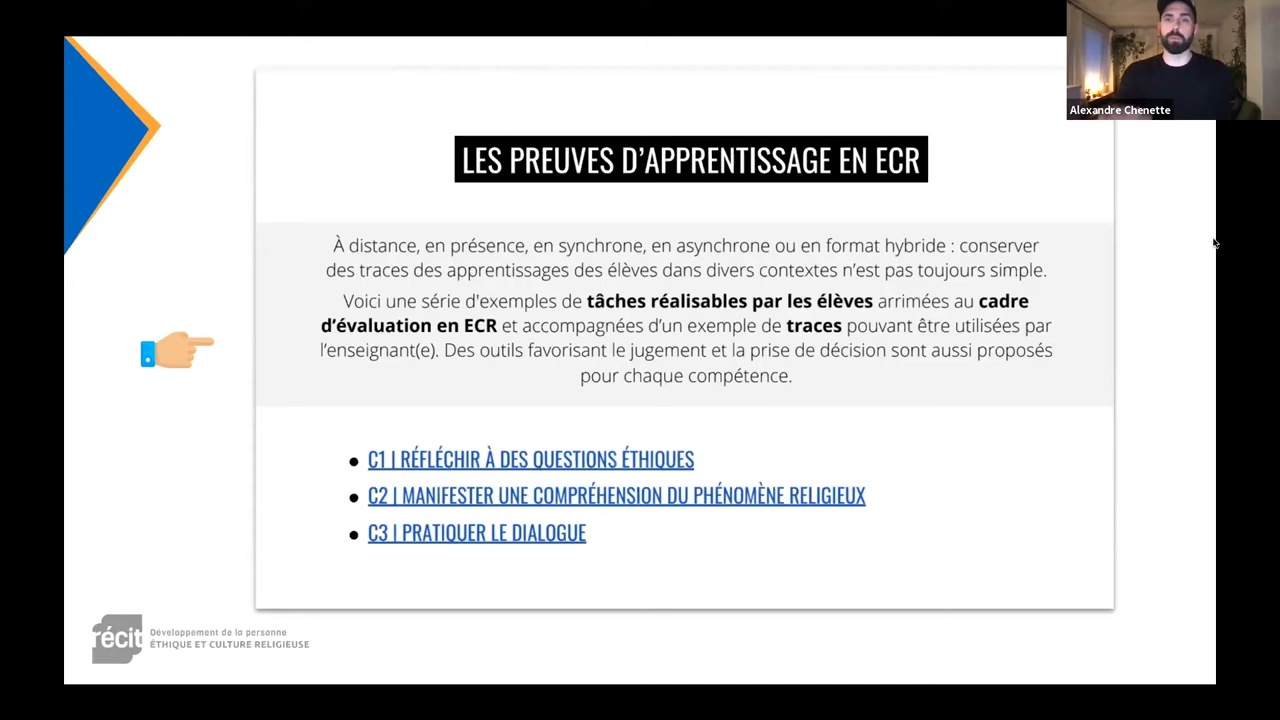 Alexandre Chenette
LES PREUVES D’APPRENTISSAGE EN ECR
À distance, en présence, en synchrone, en asynchrone ou en format hybride : conserver
des traces des apprentissages des élèves dans divers contextes n’est pas toujours simple.
Voici une série d'exemples de tâches réalisables par les élèves arrimées au cadre
d’évaluation en ECR et accompagnées d’un exemple de traces pouvant être utilisées par
l’enseignant(e). Des outils favorisant le jugement et la prise de décision sont aussi proposés
pour chaque compétence.
● C1 | RÉFLÉCHIR À DES QUESTIONS ÉTHIQUES
● C2 | MANIFESTER UNE COMPRÉHENSION DU PHÉNOMÈNE RELIGIEUX
● C3 | PRATIQUER LE DIALOGUE
récit
Développement de la personne
ÉTHIQUE ET CULTURE RELIGIEUSE